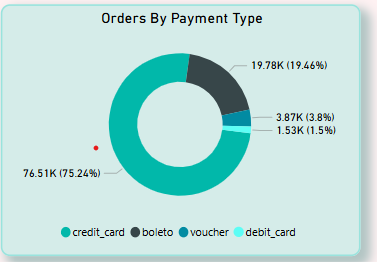 Orders By Payment Type
19.78K (19.46%)
3.87K (3.8%)
1.53K (1.5%)
76.51K (75.24%)
credit_card boleto voucher debit_card